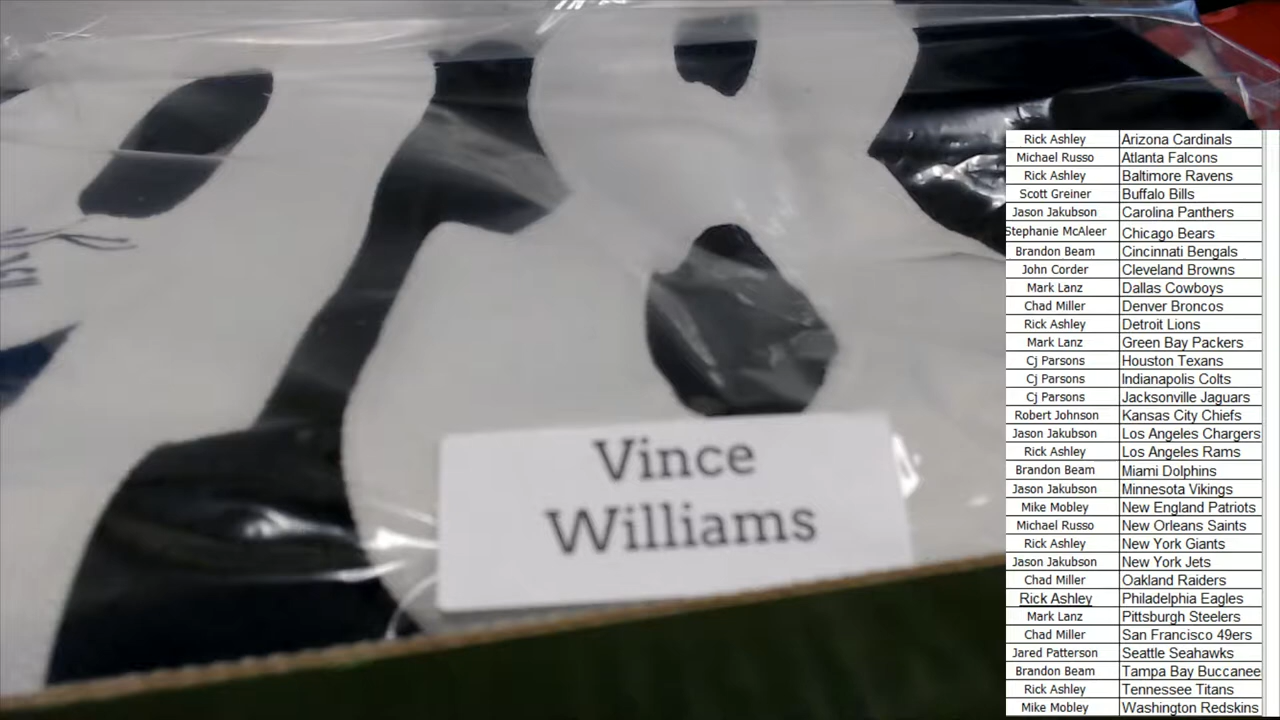 Vince
Williams
Rick Ashley Arizona Cardinals
Michael Russo Atlanta Falcons
Rick Ashley Baltimore Ravens
Scott Greiner Buffalo Bills
Jason Jakubson Carolina Panthers
Stephanie McAleer Chicago Bears
Brandon Beam Cincinnati Bengals
John Corder Cleveland Browns
Mark Lanz Dallas Cowboys
Chad Miller Denver Broncos
Rick Ashley Detroit Lions
Mark Lanz Green Bay Packers
Cj Parsons Houston Texans
Cj Parsons Indianapolis Colts
Cj Parsons Jacksonville Jaguars
Robert Johnson Kansas City Chiefs
Jason Jakubson Los Angeles Chargers
Rick Ashley Los Angeles Rams
Brandon Beam Miami Dolphins
Jason Jakubson Minnesota Vikings
Mike Mobley New England Patriots
Michael Russo New Orleans Saints
Rick Ashley New York Giants
Jason Jakubson New York Jets
Chad Miller Oakland Raiders
Rick Ashley Philadelphia Eagles
Mark Lanz Pittsburgh Steelers
Chad Miller San Francisco 49ers
Jared Patterson Seattle Seahawks
Brandon Beam Tampa Bay Buccanee
Rick Ashley Tennessee Titans
Mike Mobley Washington Redskins